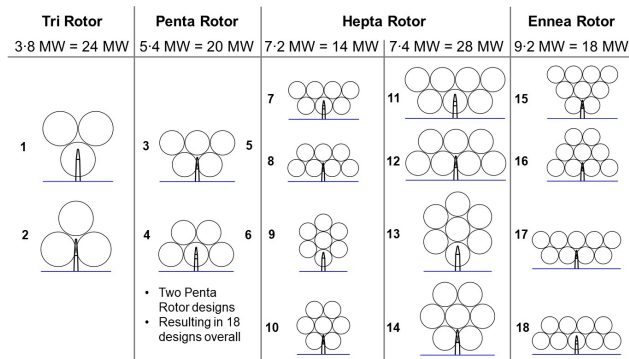 Tri Rotor
Penta Rotor
Hepta Rotor
Ennea Rotor
3·8 MW = 24 MW
5·4 MW = 20 MW
7·2 MW = 14 MW
7·4 MW = 28 MW
9·2 MW = 18 MW
1
2
3
5
4
6
• Two Penta
Rotor designs
• Resulting in 18
designs overall
7
8
9
10
11
12
13
14
15
16
17
18